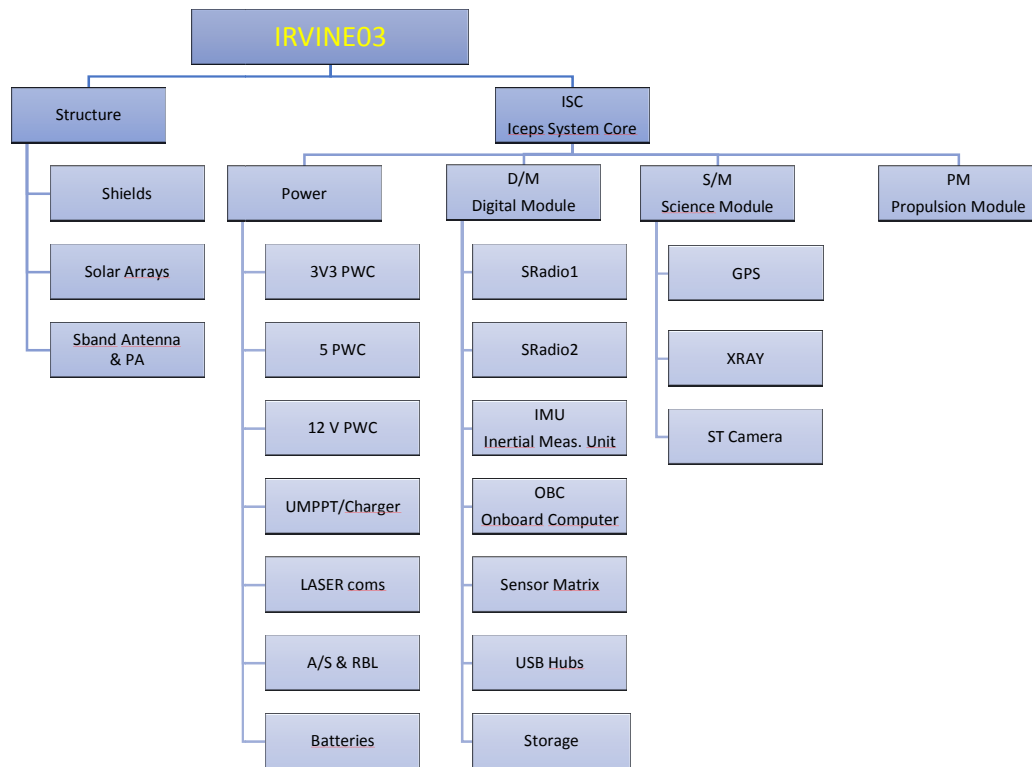 IRVINE03
Structure
ISC
Iceps System Core
Shields
Solar Arrays
Sband Antenna
& PA
Power
3V3 PWC
5 PWC
12 V PWC
UMPPT/Charger
LASER coms
A/S & RBL
Batteries
D/M
Digital Module
SRadio1
SRadio2
IMU
Inertial Meas. Unit
OBC
Onboard Computer
Sensor Matrix
USB Hubs
Storage
S/M
Science Module
GPS
XRAY
ST Camera
PM
Propulsion Module